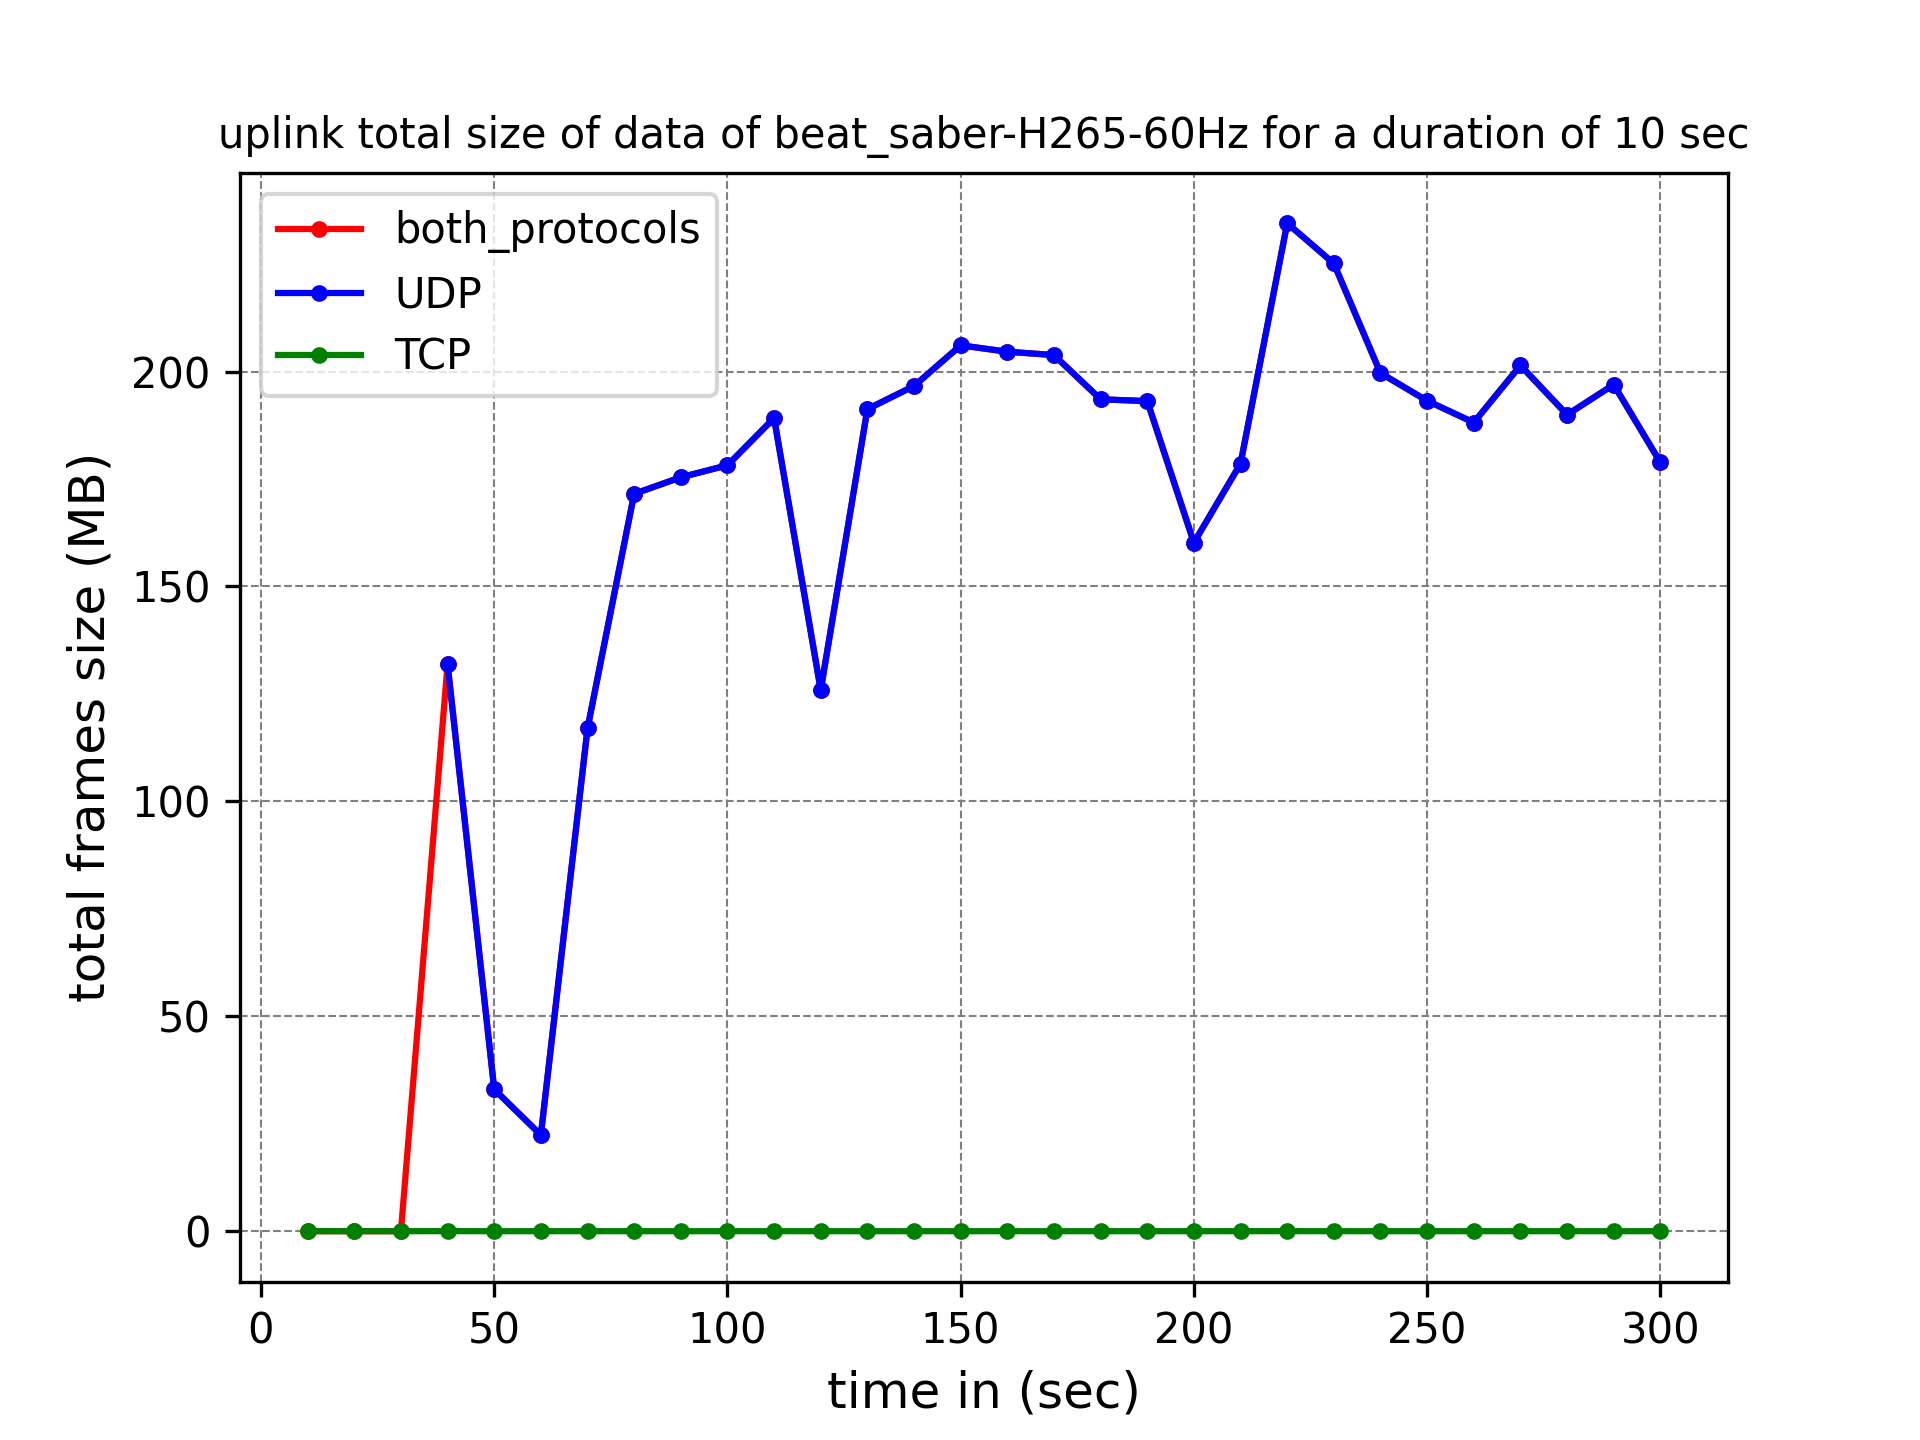 uplink total size of data of beat_saber-H265-60Hz for a duration of 10 sec
both_protocols
UDP
TCP
total frames size (MB)
200
150
100
50
0
0 50 100 150 200 250 300
time in (sec)